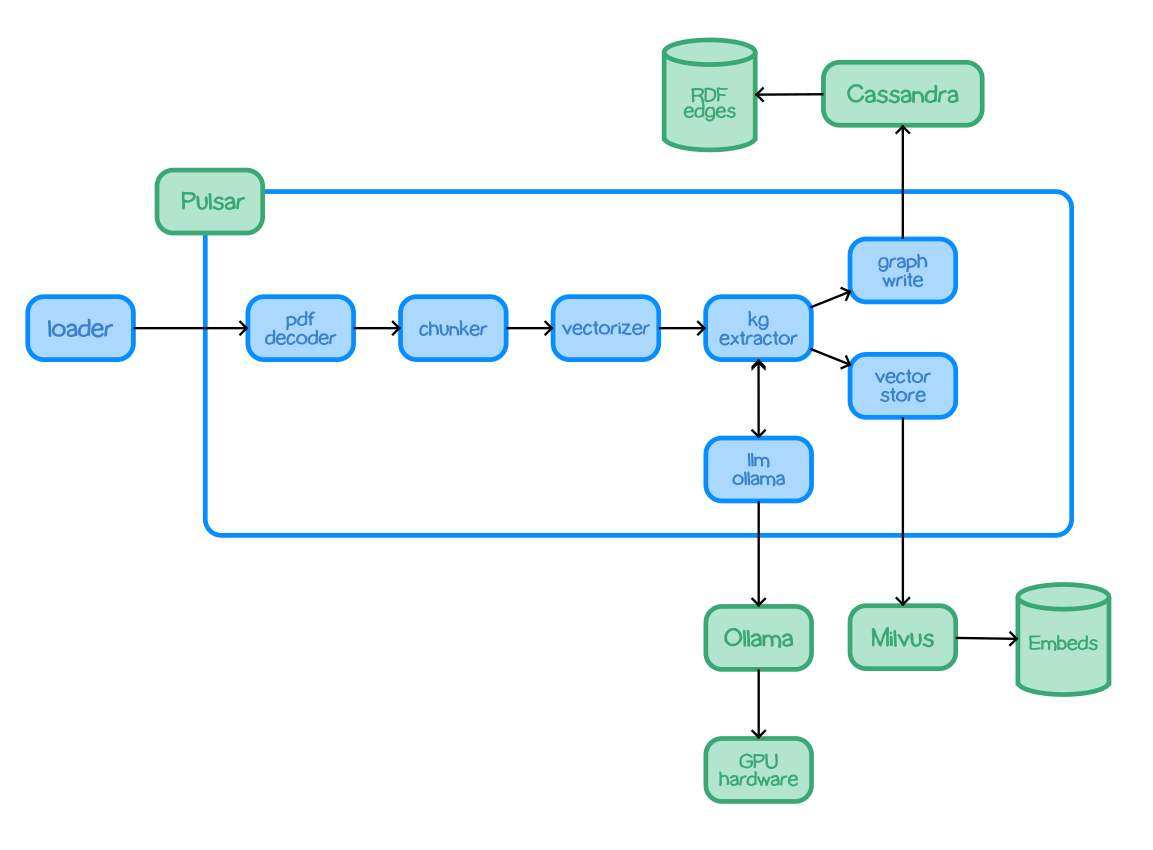 RDF
edges
Cassandra
Pulsar
graph
write
loader
pdf
decoder
chunker
vectorizer
kg
extractor
vector
store
llm
ollama
Ollama
Milvus
Embeds
GPU
hardware